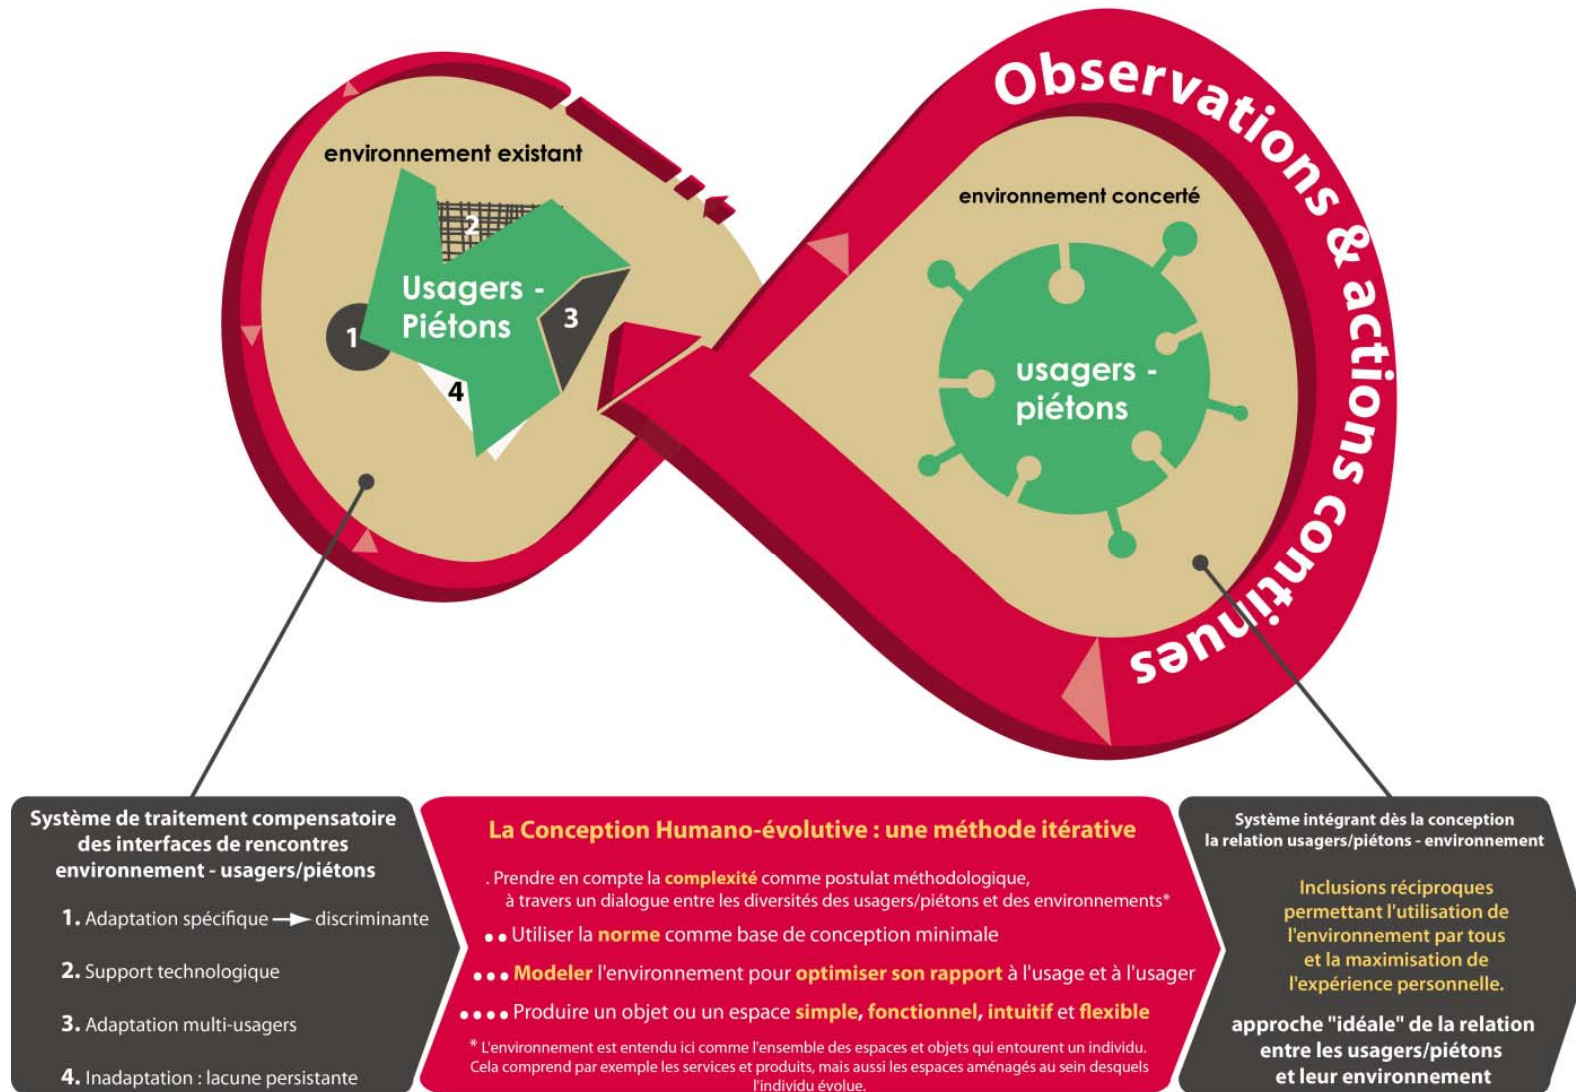 Observations & actions continues
environnement existant
2
Usagers -
Piétons
3
1
4
environnement concerté
usagers -
piétons
Système de traitement compensatoire
des interfaces de rencontres
environnement - usagers/piétons
1. Adaptation spécifique → discriminante
2. Support technologique
3. Adaptation multi-usagers
4. Inadaptation : lacune persistante
La Conception Humano-évolutive : une méthode itérative
. Prendre en compte la complexité comme postulat méthodologique,
à travers un dialogue entre les diversités des usagers/piétons et des environnements*
•• Utiliser la norme comme base de conception minimale
••• Modeler l'environnement pour optimiser son rapport à l'usage et à l'usager
•••• Produire un objet ou un espace simple, fonctionnel, intuitif et flexible
* L'environnement est entendu ici comme l'ensemble des espaces et objets qui entourent un individu.
Cela comprend par exemple les services et produits, mais aussi les espaces aménagés au sein desquels
l'individu évolue.
Système intégrant dès la conception
la relation usagers/piétons - environnement
Inclusions réciproques
permettant l'utilisation de
l'environnement par tous
et la maximisation de
l'expérience personnelle.
approche "idéale" de la relation
entre les usagers/piétons
et leur environnement